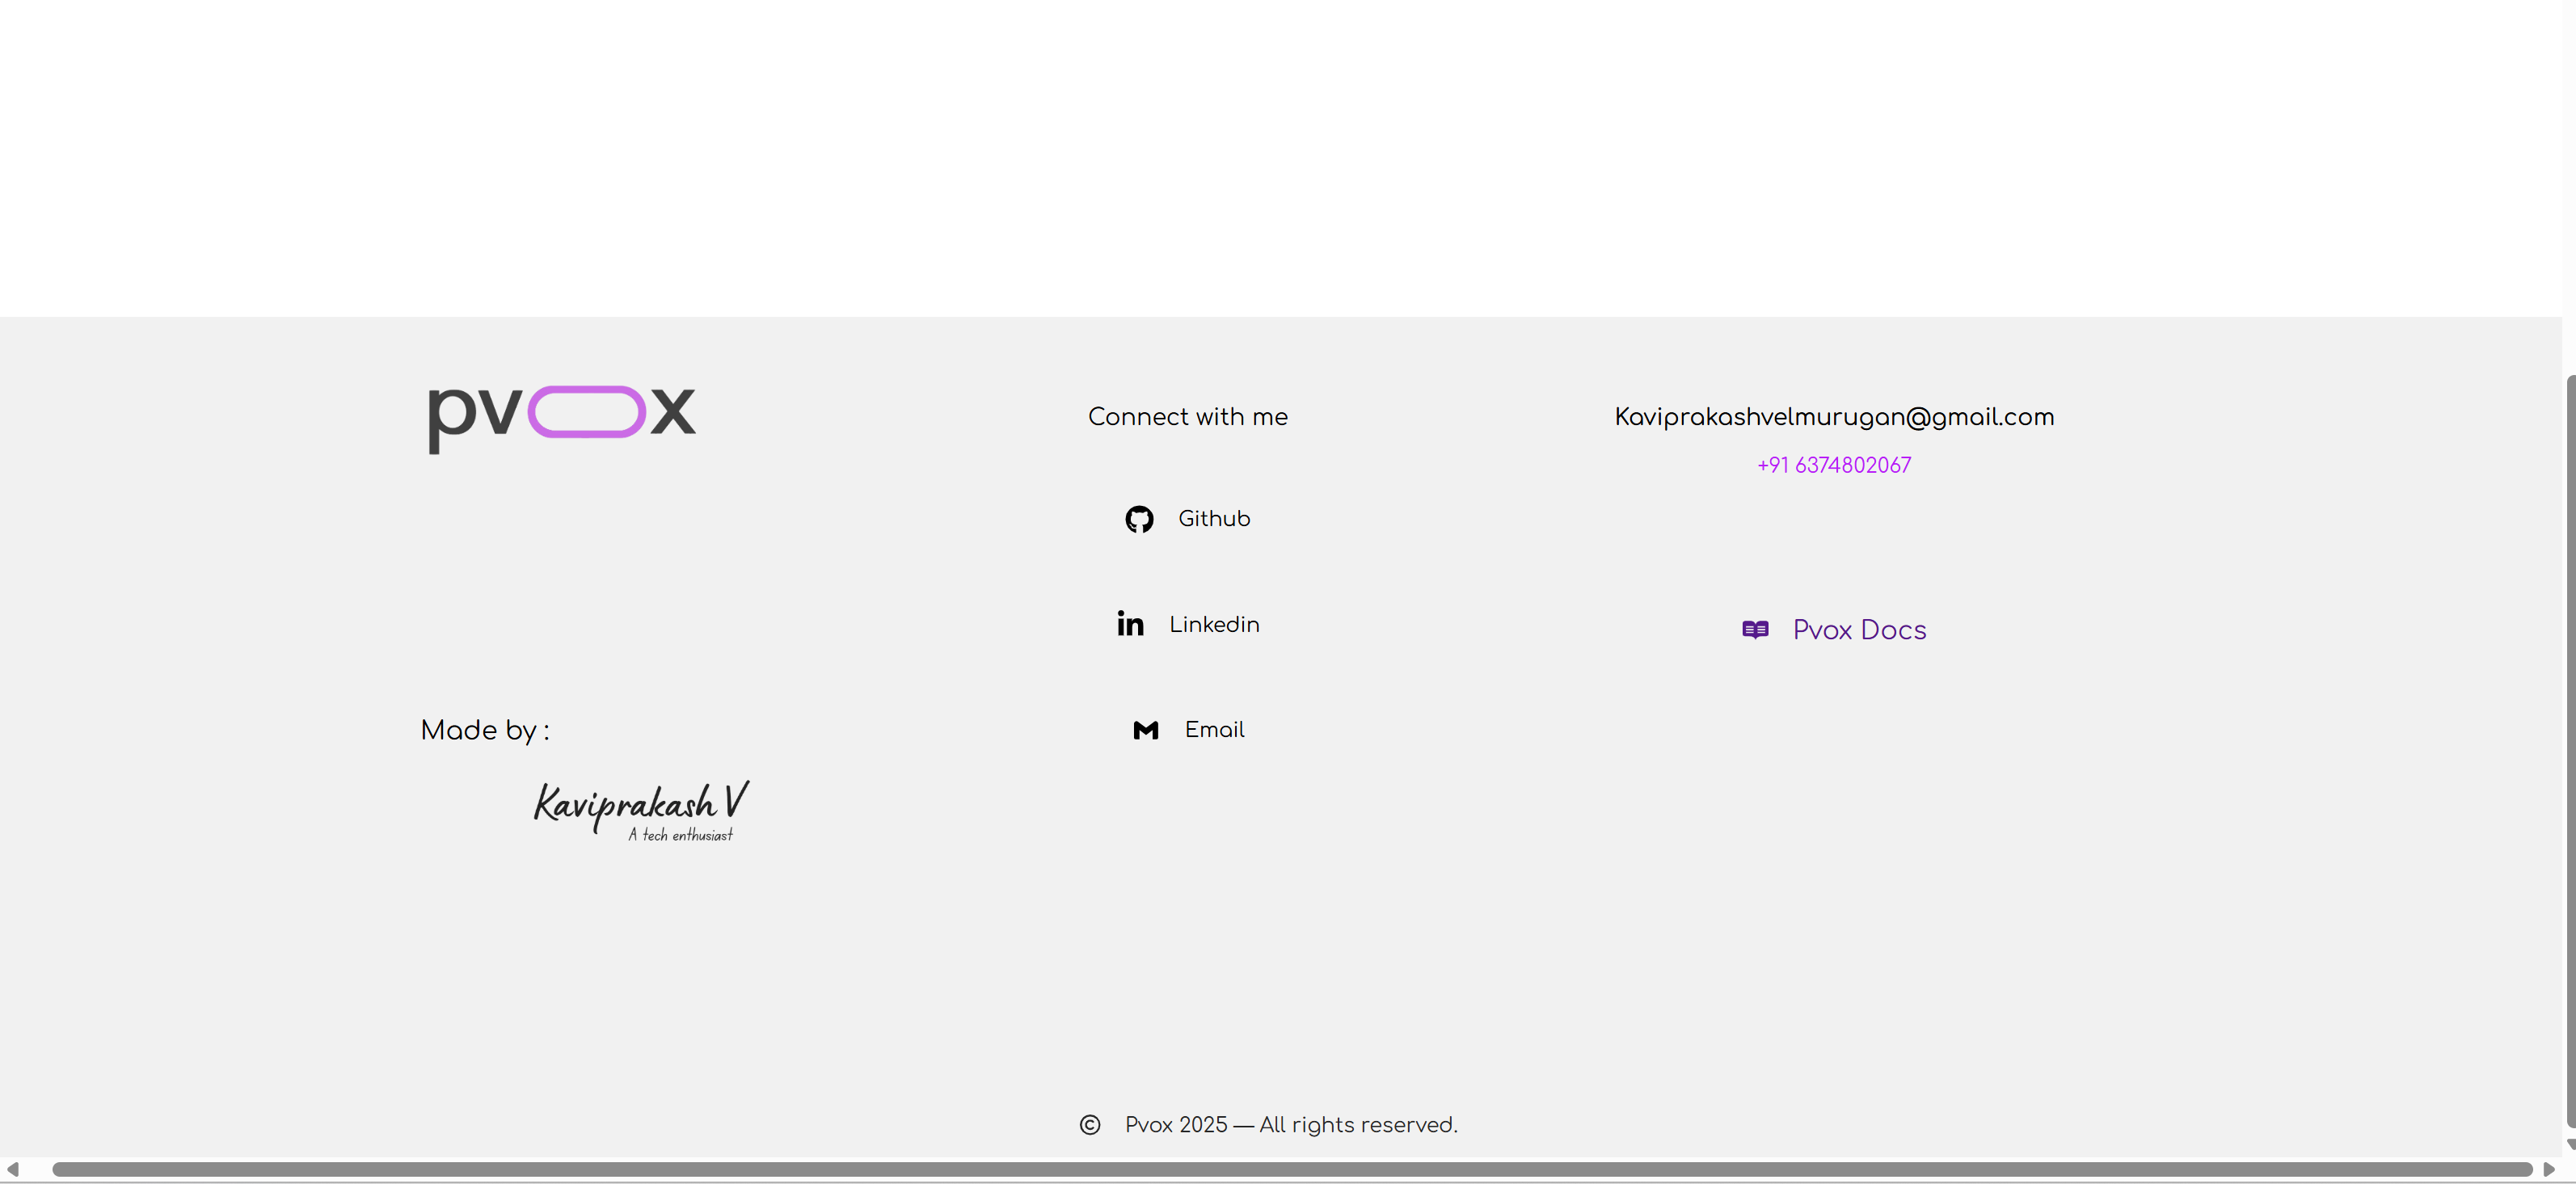 pvox
Made by :
Kaviprakash V
A tech enthusiast
Connect with me
Github
Linkedin
Email
Kaviprakashvelmurugan@gmail.com
+91 6374802067
Pvox Docs
© Pvox 2025 — All rights reserved.